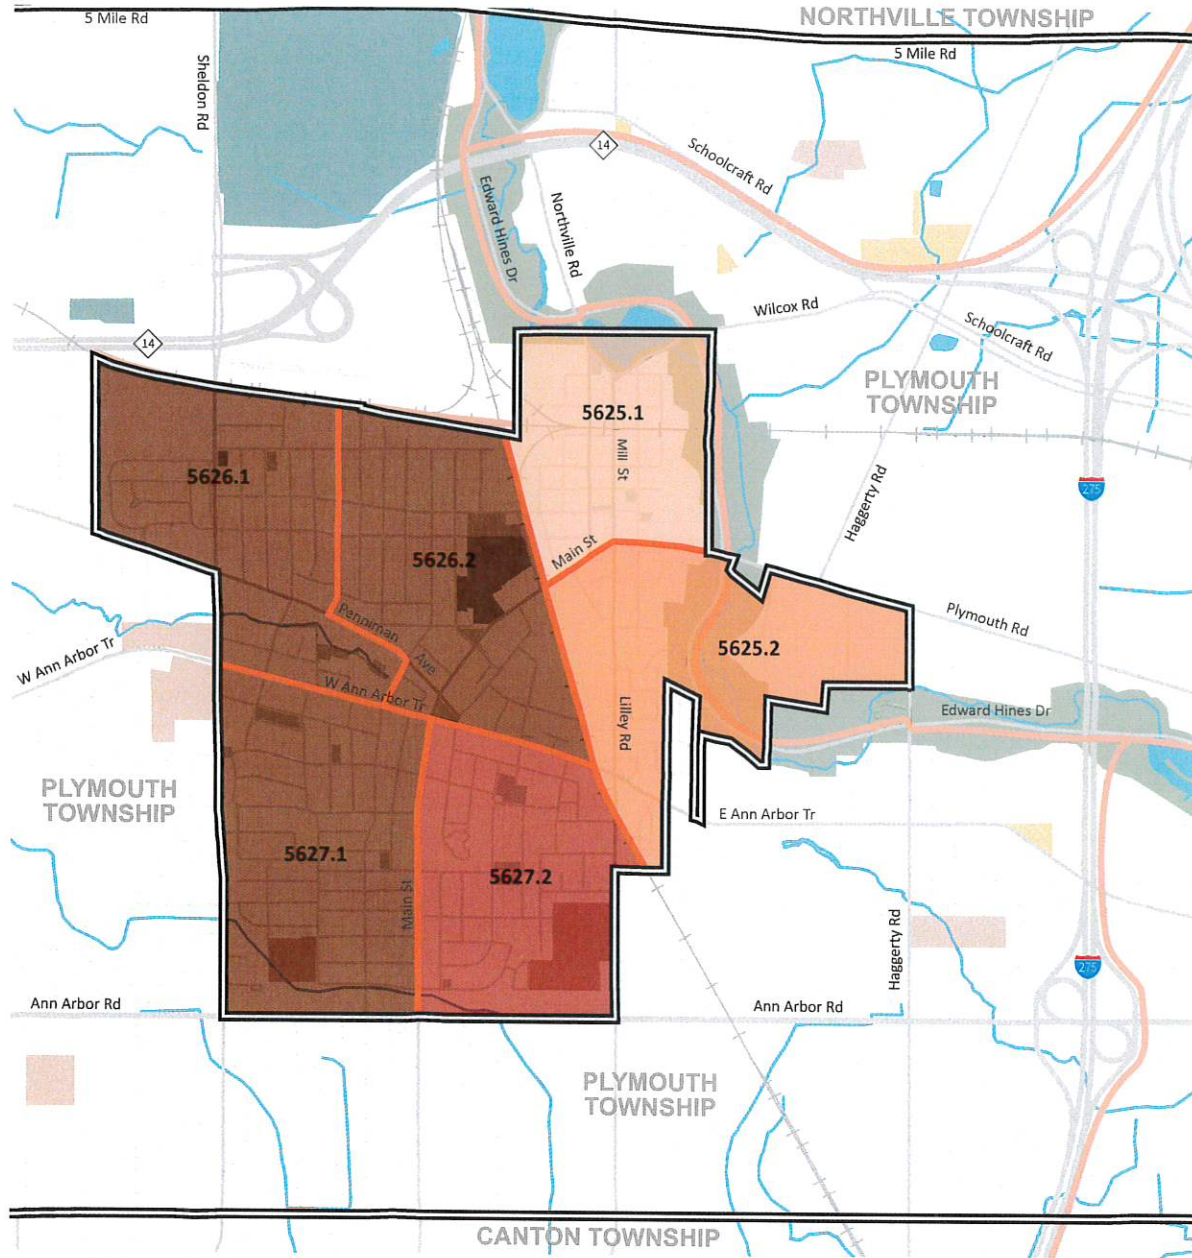 NORTHVILLE TOWNSHIP
5 Mile Rd
5 Mile Rd
Sheldon Rd
14
Schoolcraft Rd
Edward Hines Dr
Northville Rd
Wilcox Rd
Schoolcraft Rd
14
PLYMOUTH
TOWNSHIP
5625.1
Mill St
5626.1
275
Haggerty Rd
5626.2
Main St
Penniman
Ave
Plymouth Rd
W Ann Arbor Tr
5625.2
W Ann Arbor Tr
Lilley Rd
Edward Hines Dr
PLYMOUTH
TOWNSHIP
E Ann Arbor Tr
5627.1
5627.2
Main St
Haggerty Rd
275
Ann Arbor Rd
Ann Arbor Rd
PLYMOUTH
TOWNSHIP
CANTON TOWNSHIP